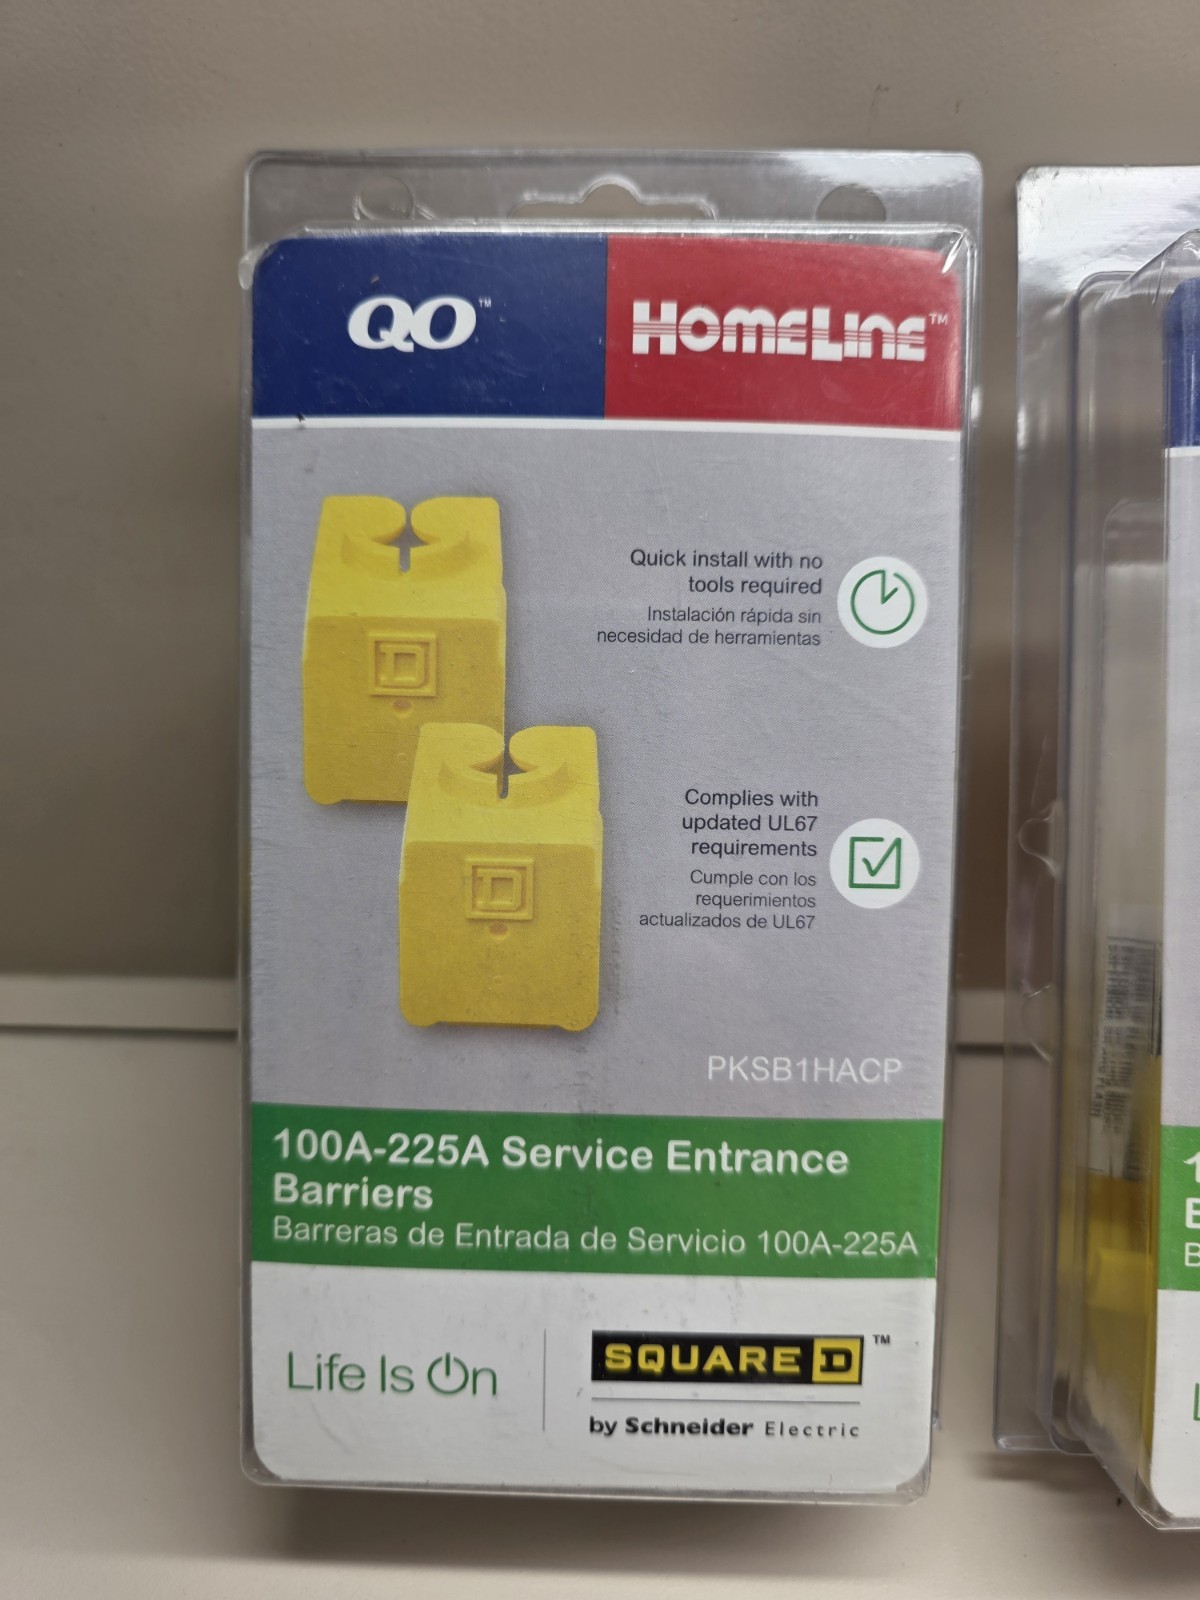 QO™
HOMELINE™
Quick install with no
tools required
Instalación rápida sin
necesidad de herramientas
Complies with
updated UL67
requirements
Cumple con los
requerimientos
actualizados de UL67
PKSB1HACP
100A-225A Service Entrance
Barriers
Barreras de Entrada de Servicio 100A-225A
Life Is On
SQUARE D™
by Schneider Electric